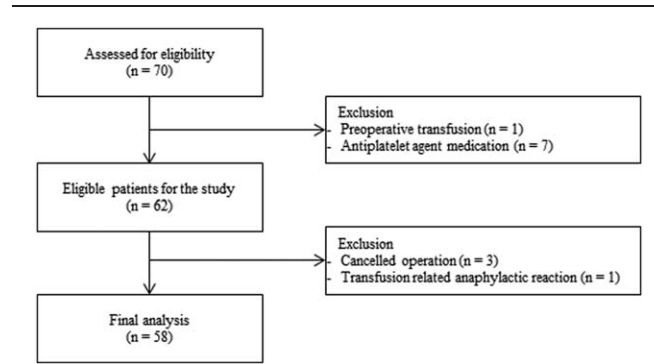 Assessed for eligibility
(n = 70)
Exclusion
- Preoperative transfusion (n = 1)
- Antiplatelet agent medication (n = 7)
Eligible patients for the study
(n = 62)
Exclusion
- Cancelled operation (n = 3)
- Transfusion related anaphylactic reaction (n = 1)
Final analysis
(n = 58)